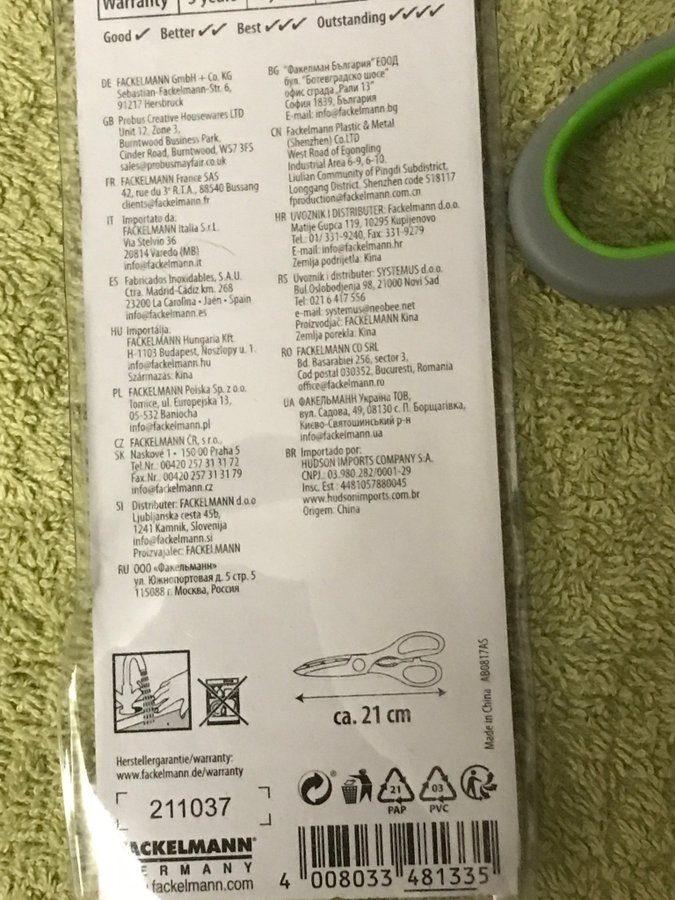 Warranty
Good ✓ Better ✓✓ Best ✓✓✓ Outstanding ✓✓✓✓
DE FACKELMANN GmbH + Co. KG
Sebastian-Fackelmann-Str. 6,
91217 Hersbruck
GB Probus Creative Housewares LTD
Unit 12, Zone 3,
Burntwood Business Park,
Cinder Road, Burntwood, WS7 3FS
sales@probusmayfair.co.uk
FR FACKELMANN France SAS
42, rue du 3e R.T.A., 88540 Bussang
clients@fackelmann.fr
IT Importato da:
FACKELMANN Italia S.r.l.
Via Stelvio 36
20814 Varedo (MB)
info@fackelmann.it
ES Fabricados Inoxidables, S.A.U.
Ctra. Madrid-Cádiz km. 268
23200 La Carolina • Jaén • Spain
info@fackelmann.es
HU Importálja:
FACKELMANN Hungaria Kft.
H-1103 Budapest, Noszlopy u. 1.
info@fackelmann.hu
Származás: Kína
PL FACKELMANN Polska Sp. z o.o.
Tomice, ul. Europejska 13,
05-532 Baniocha
info@fackelmann.pl
CZ FACKELMANN ČR, s.r.o.,
SK Naskové 1 • 150 00 Praha 5
Tel.Nr.: 00420 257 31 31 72
Fax.Nr.: 00420 257 31 31 79
info@fackelmann.cz
SI Distributer: FACKELMANN d.o.o
Ljubljanska cesta 45b,
1241 Kamnik, Slovenija
info@fackelmann.si
Proizvajalec: FACKELMANN
RU ООО «Факельманн»
ул. Южнопортовая д. 5 стр. 5
115088 г. Москва, Россия
BG "Факелман България" ЕООД
бул. "Ботевградско шосе"
офис сграда "Рали 13"
София 1839, България
E-mail: info@fackelmann.bg
CN Fackelmann Plastic & Metal
(Shenzhen) Co.LTD
West Road of Egongling
Industrial Area 6-9, 6-10.
Liulian Community of Pingdi Subdistrict,
Longgang District. Shenzhen code 518117
fproduction@fackelmann.com.cn
HR UVOZNIK I DISTRIBUTER: Fackelmann d.o.o.
Matije Gupca 119, 10295 Kupljenovo
Tel.: 01/ 331-9240, Fax: 331-9279
E-mail: info@fackelmann.hr
Zemlja podrijetla: Kina
RS Uvoznik i distributer: SYSTEMUS d.o.o.
Bul.Oslobodjenja 98, 21000 Novi Sad
Tel: 021 6 417 556
e-mail: systemus@neobee.net
Proizvodjač: FACKELMANN Kina
Zemlja porekla: Kina
RO FACKELMANN CO SRL
Bd. Basarabiei 256, sector 3,
Cod postal 030352, Bucuresti, Romania
office@fackelmann.ro
UA ФАКЕЛЬМАНН Україна ТОВ,
вул. Садова, 49, 08130 с. П. Борщагівка,
Києво-Святошинський р-н
info@fackelmann.ua
BR Importado por:
HUDSON IMPORTS COMPANY S.A.
CNPJ.: 03.980.282/0001-29
Insc. Est : 4481057880045
www.hudsonimports.com.br
Origem: China
ca. 21 cm
Made in China AB0817AS
Herstellergarantie/warranty:
www.fackelmann.de/warranty
211037
21
PAP
03
PVC
ACKELMANN®
ERMANY
fackelmann.com
4 008033 481335